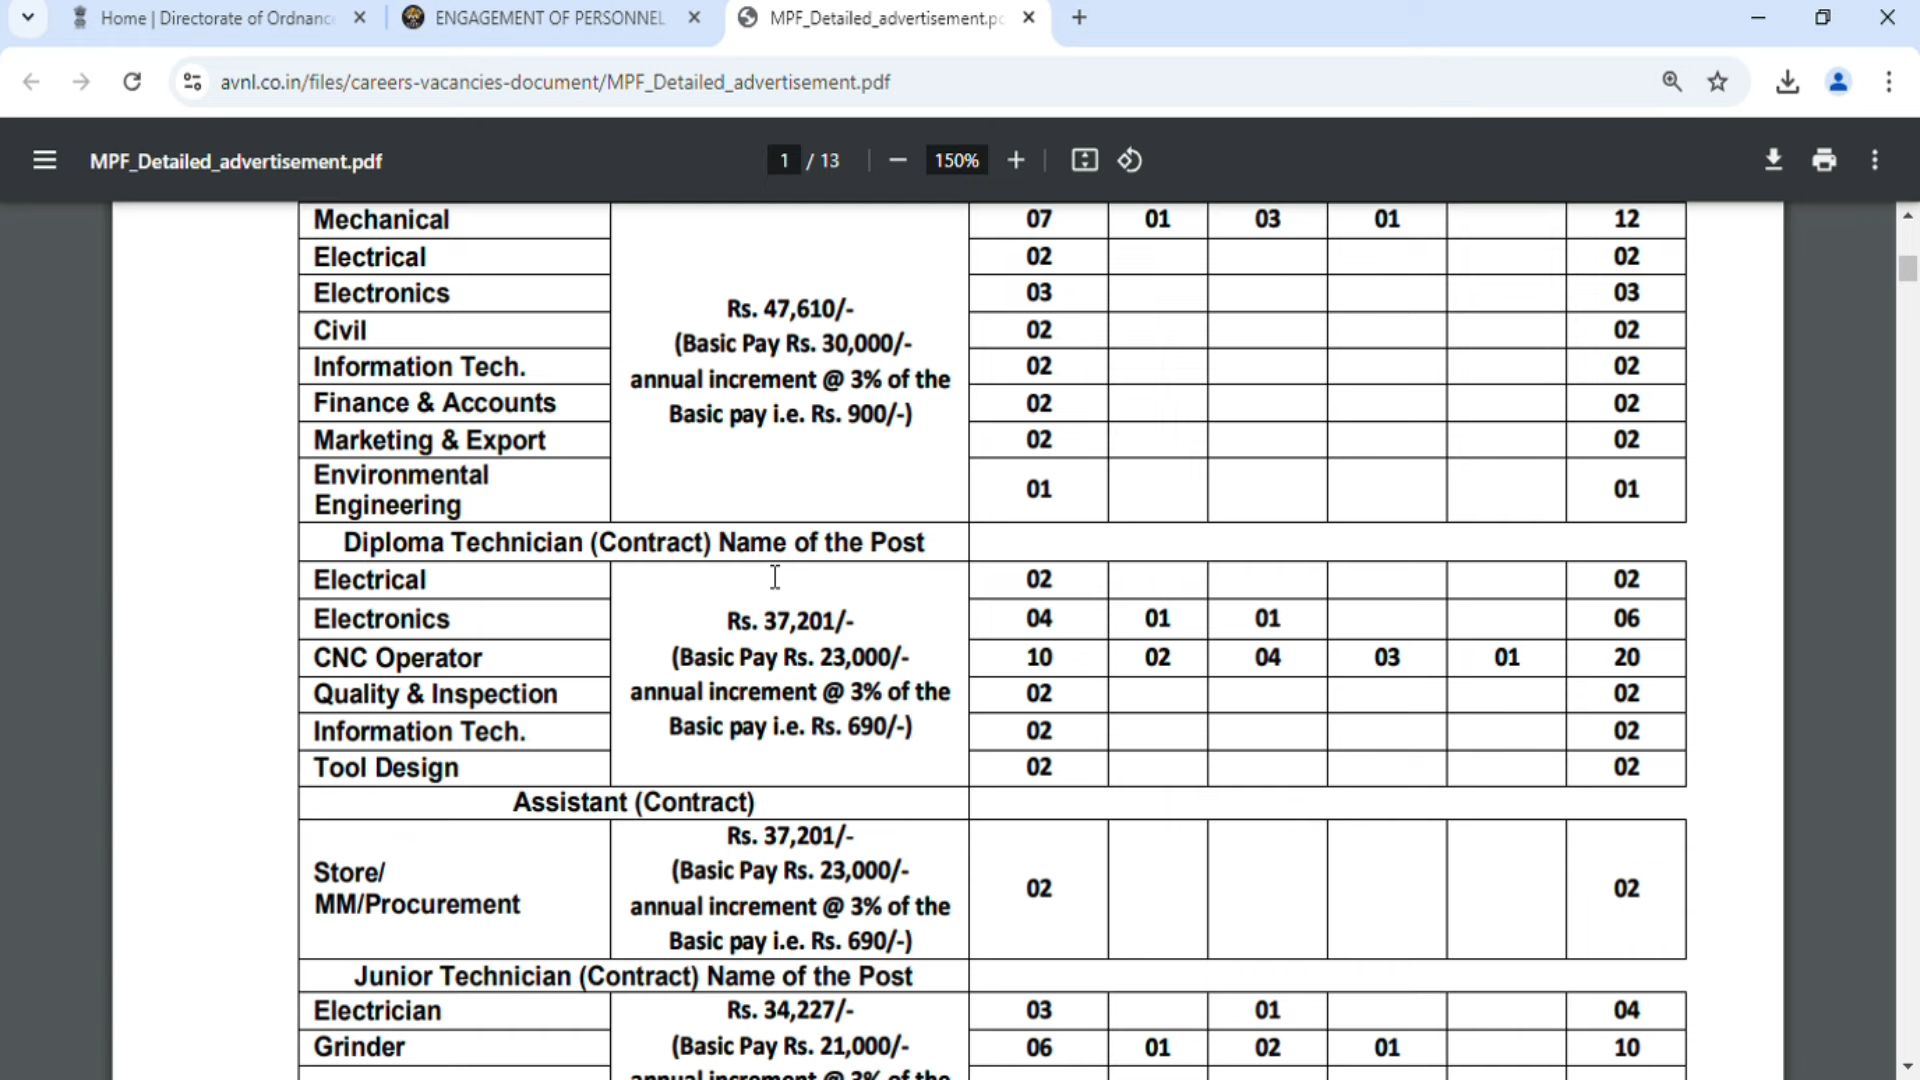 Home | Directorate of Ordnanc
ENGAGEMENT OF PERSONNEL
MPF_Detailed_advertisement.pd
avnl.co.in/files/careers-vacancies-document/MPF_Detailed_advertisement.pdf
MPF_Detailed_advertisement.pdf
1 / 13
150%
Mechanical 07 01 03 01 12
Electrical 02 02
Electronics 03 03
Civil 02 02
Information Tech. 02 02
Finance & Accounts 02 02
Marketing & Export 02 02
Environmental
Engineering 01 01
Rs. 47,610/-
(Basic Pay Rs. 30,000/-
annual increment @ 3% of the
Basic pay i.e. Rs. 900/-)
Diploma Technician (Contract) Name of the Post
Electrical 02 02
Electronics 04 01 01 06
CNC Operator 10 02 04 03 01 20
Quality & Inspection 02 02
Information Tech. 02 02
Tool Design 02 02
Rs. 37,201/-
(Basic Pay Rs. 23,000/-
annual increment @ 3% of the
Basic pay i.e. Rs. 690/-)
Assistant (Contract)
Store/
MM/Procurement
Rs. 37,201/-
(Basic Pay Rs. 23,000/-
annual increment @ 3% of the
Basic pay i.e. Rs. 690/-)
02 02
Junior Technician (Contract) Name of the Post
Electrician 03 01 04
Grinder 06 01 02 01 10
Rs. 34,227/-
(Basic Pay Rs. 21,000/-
annual increment @ 3% of the